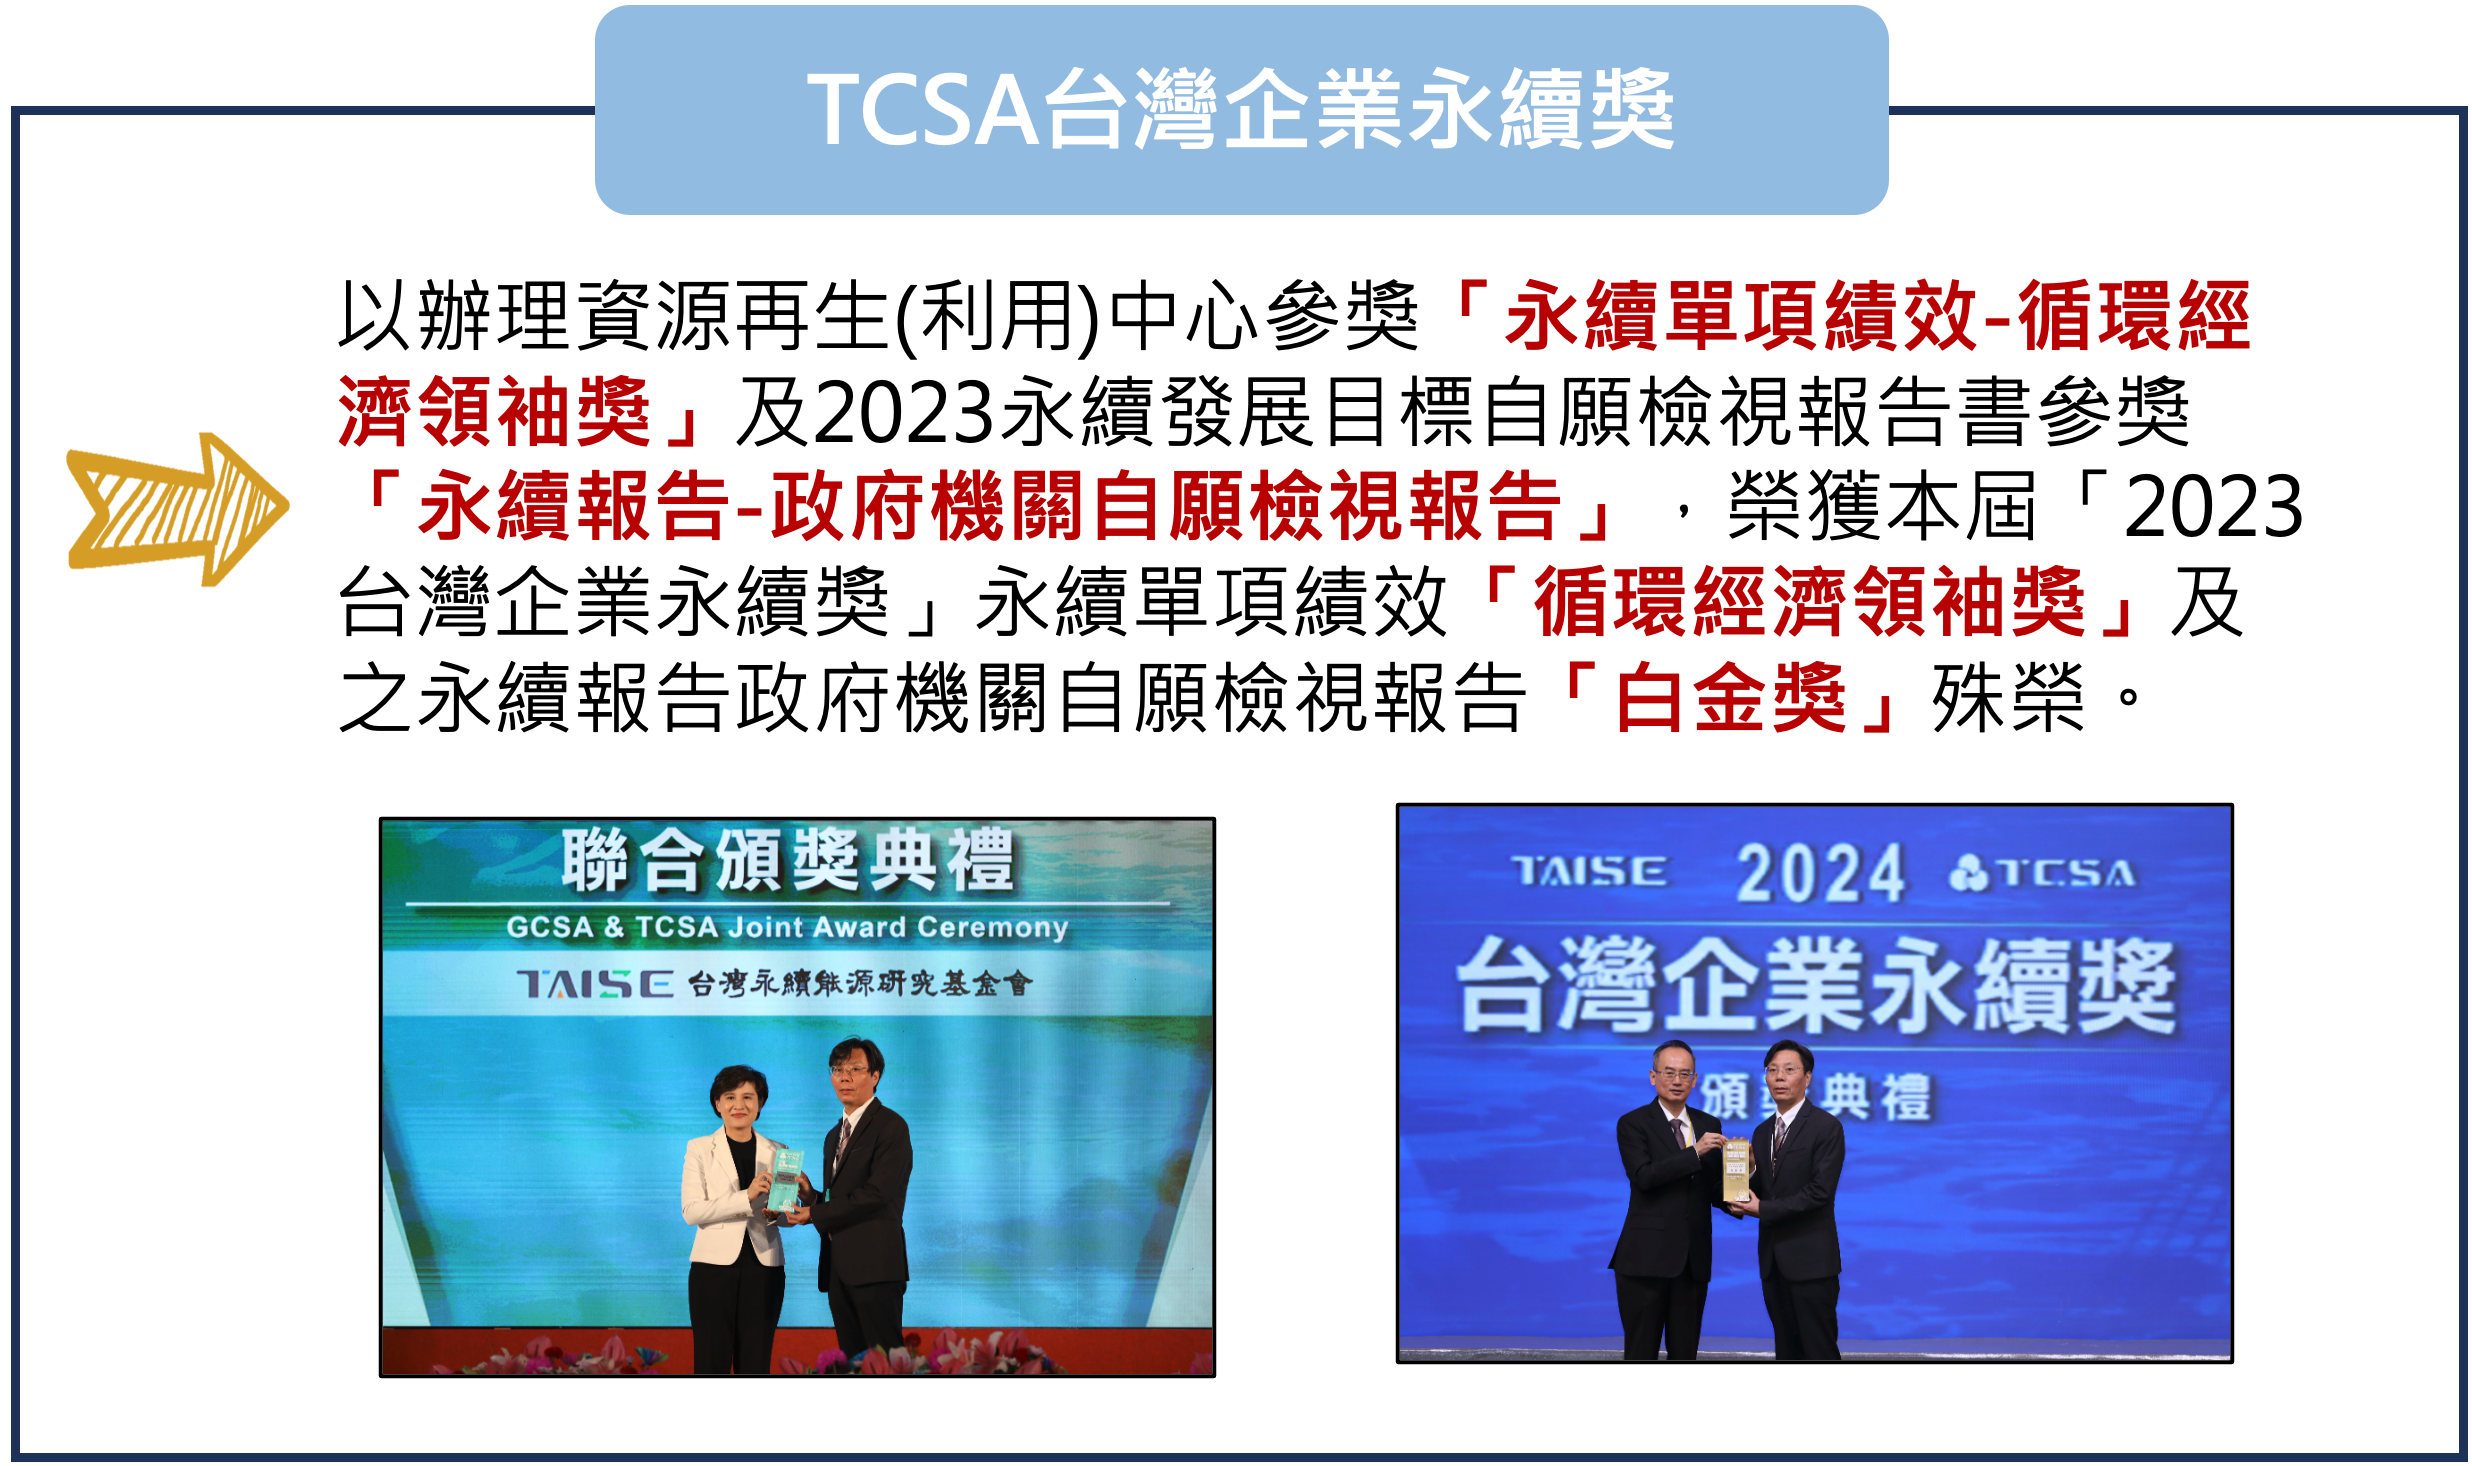 TCSA台灣企業永續獎
以辦理資源再生(利用)中心參獎「永續單項績效-循環經
濟領袖獎」及2023永續發展目標自願檢視報告書參獎
「永續報告-政府機關自願檢視報告」，榮獲本屆「2023
台灣企業永續獎」永續單項績效「循環經濟領袖獎」及
之永續報告政府機關自願檢視報告「白金獎」殊榮。
聯合頒獎典禮
GCSA & TCSA Joint Award Ceremony
TAISE 台灣永續能源研究基金會
TAISE 2024 TCSA
台灣企業永續獎
頒獎典禮